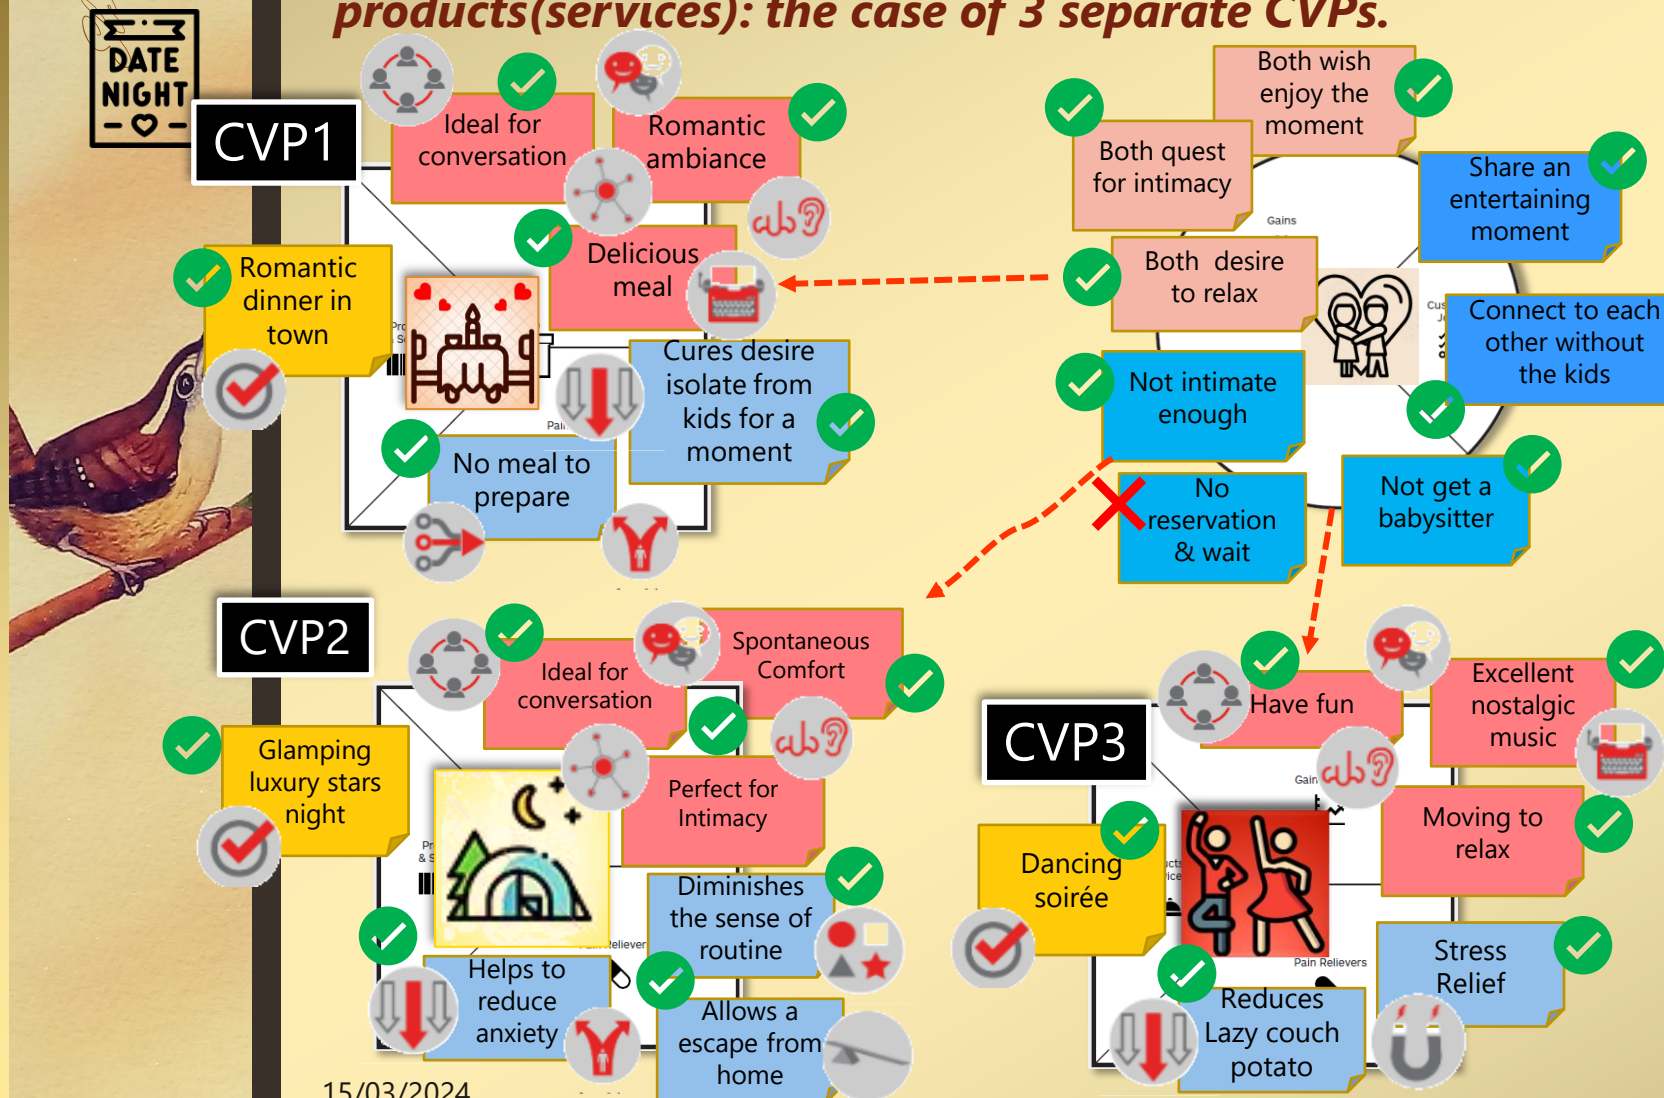 products(services): the case of 3 separate CVPs.
DATE
NIGHT
CVP1
Ideal for
conversation
Romantic
ambiance
Delicious
meal
Romantic
dinner in
town
Cures desire
isolate from
kids for a
moment
No meal to
prepare
Both wish
enjoy the
moment
Both quest
for intimacy
Share an
entertaining
moment
Gains
Both desire
to relax
Connect to each
other without
the kids
Not intimate
enough
No
reservation
& wait
Not get a
babysitter
CVP2
Ideal for
conversation
Spontaneous
Comfort
Glamping
luxury stars
night
Perfect for
Intimacy
Diminishes
the sense of
routine
Helps to
reduce
anxiety
Allows a
escape from
home
CVP3
Have fun
Excellent
nostalgic
music
Moving to
relax
Dancing
soirée
Pain Relievers
Stress
Relief
Reduces
Lazy couch
potato
15/03/2024